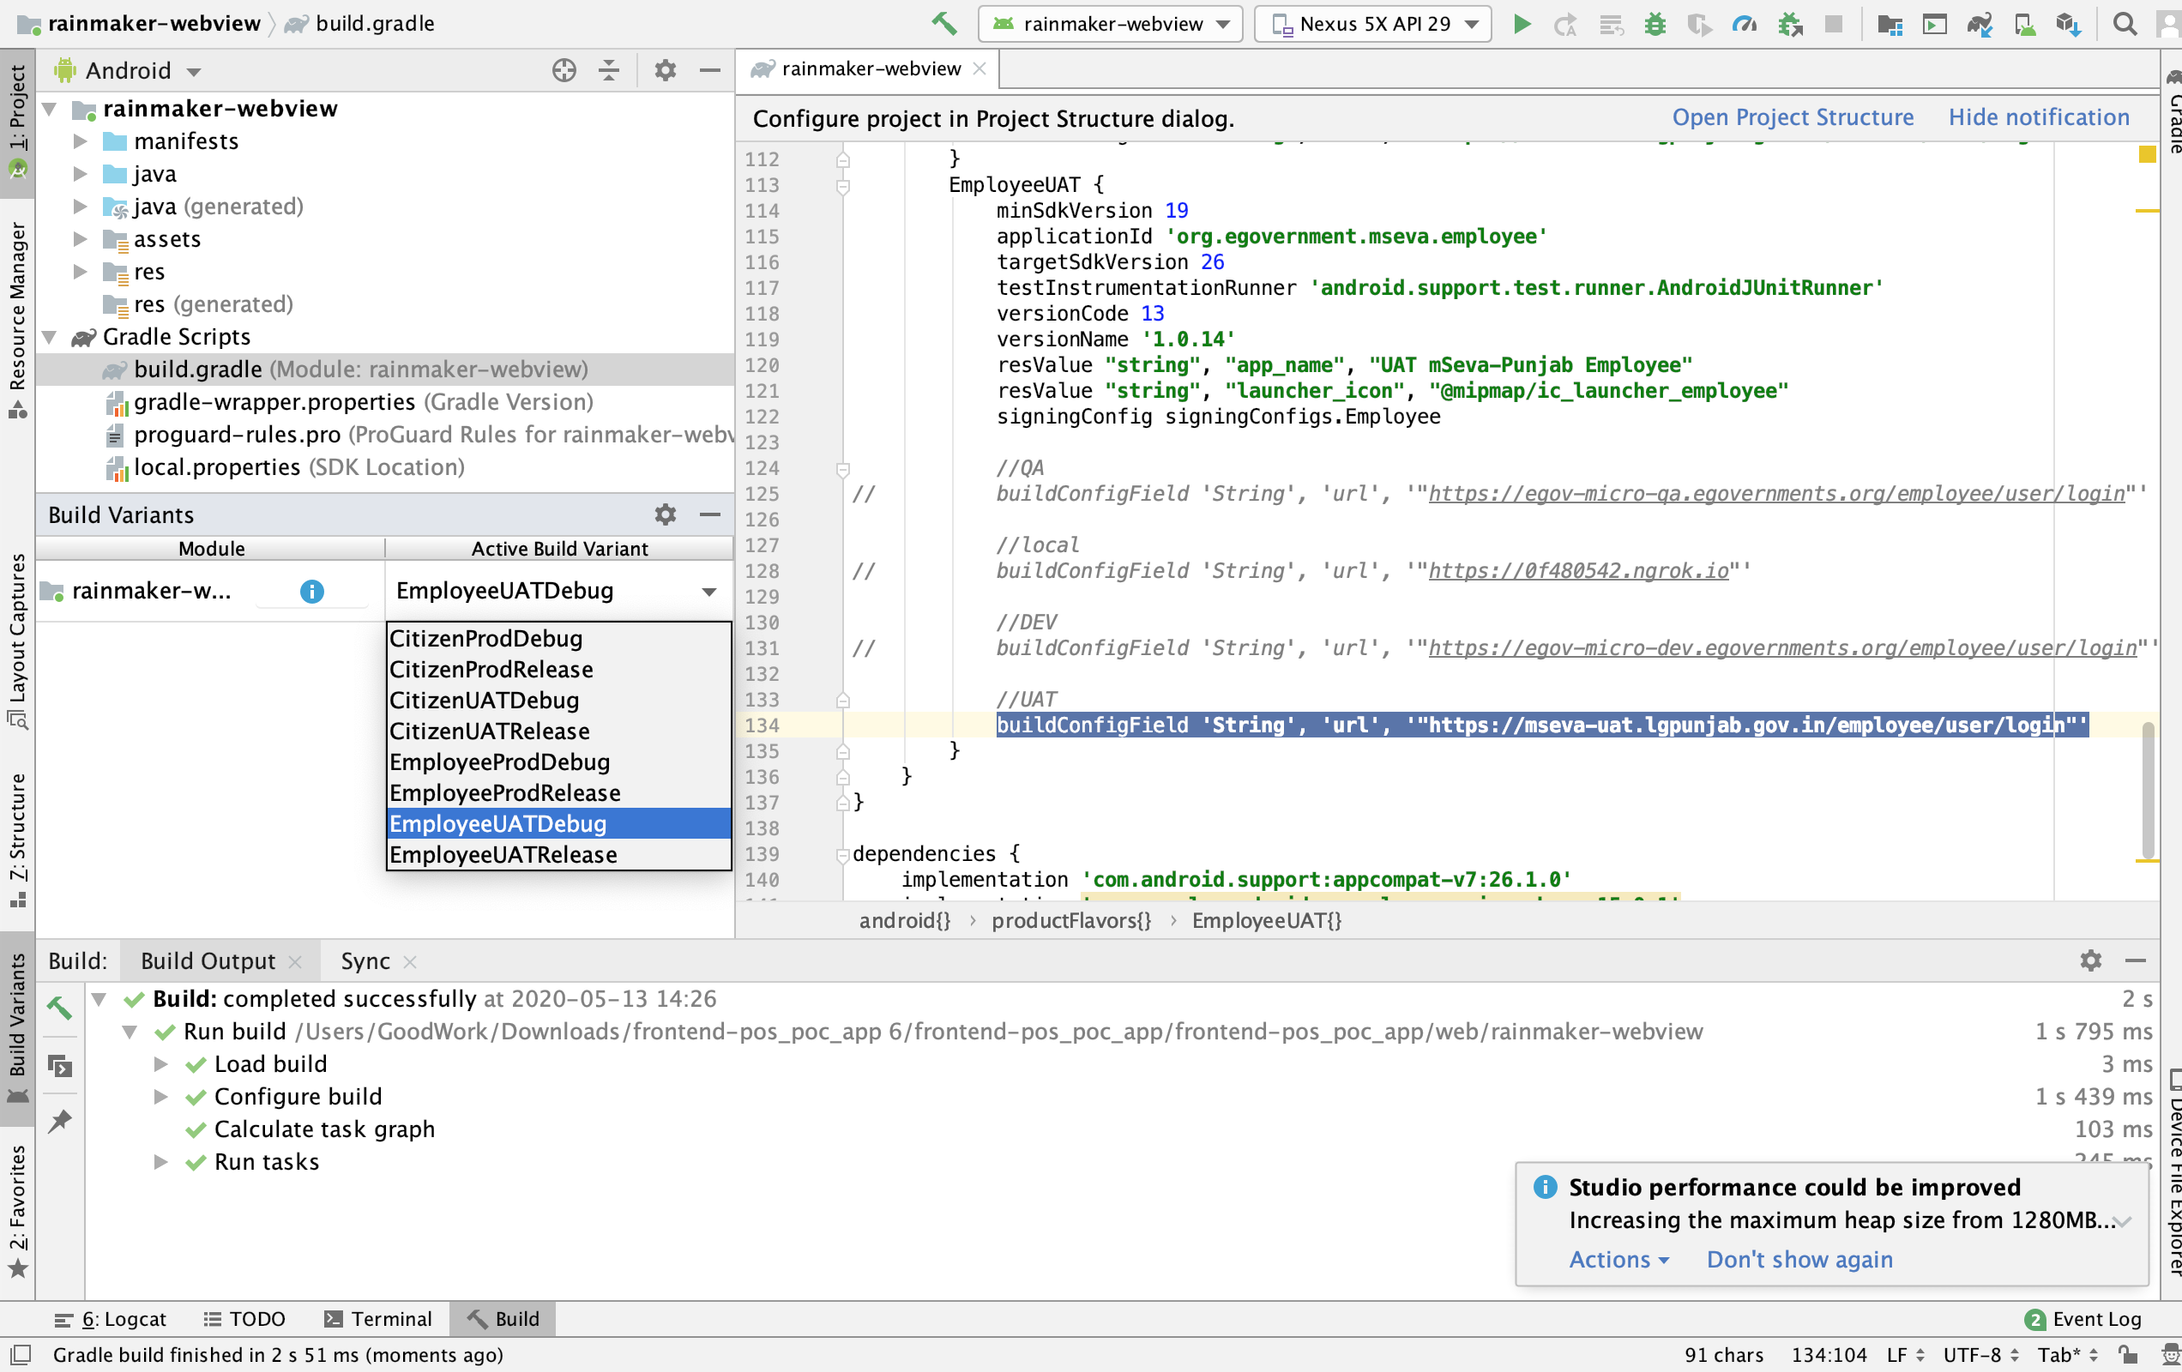 rainmaker-webview
build.gradle
rainmaker-webview
Nexus 5X API 29
1: Project
Resource Manager
Layout Captures
7: Structure
Build Variants
2: Favorites
Android
rainmaker-webview
manifests
java
java (generated)
assets
res
res (generated)
Gradle Scripts
build.gradle (Module: rainmaker-webview)
gradle-wrapper.properties (Gradle Version)
proguard-rules.pro (ProGuard Rules for rainmaker-webv
local.properties (SDK Location)
Build Variants
Module
Active Build Variant
rainmaker-w...
EmployeeUATDebug
CitizenProdDebug
CitizenProdRelease
CitizenUATDebug
CitizenUATRelease
EmployeeProdDebug
EmployeeProdRelease
EmployeeUATDebug
EmployeeUATRelease
rainmaker-webview
Configure project in Project Structure dialog.
Open Project Structure
Hide notification
112 }
113 EmployeeUAT {
114 minSdkVersion 19
115 applicationId 'org.egovernment.mseva.employee'
116 targetSdkVersion 26
117 testInstrumentationRunner 'android.support.test.runner.AndroidJUnitRunner'
118 versionCode 13
119 versionName '1.0.14'
120 resValue "string", "app_name", "UAT mSeva-Punjab Employee"
121 resValue "string", "launcher_icon", "@mipmap/ic_launcher_employee"
122 signingConfig signingConfigs.Employee
123
124 //QA
125 // buildConfigField 'String', 'url', '"https://egov-micro-qa.egovernments.org/employee/user/login"'
126
127 //local
128 // buildConfigField 'String', 'url', '"https://0f480542.ngrok.io"'
129
130 //DEV
131 // buildConfigField 'String', 'url', '"https://egov-micro-dev.egovernments.org/employee/user/login"'
132
133 //UAT
134 buildConfigField 'String', 'url', '"https://mseva-uat.lgpunjab.gov.in/employee/user/login"'
135 }
136 }
137 }
138
139 dependencies {
140 implementation 'com.android.support:appcompat-v7:26.1.0'
android{} › productFlavors{} › EmployeeUAT{}
Gradle
Device File Explorer
Build:
Build Output
Sync
Build: completed successfully at 2020-05-13 14:26
2 s
Run build /Users/GoodWork/Downloads/frontend-pos_poc_app 6/frontend-pos_poc_app/frontend-pos_poc_app/web/rainmaker-webview
1 s 795 ms
Load build
3 ms
Configure build
1 s 439 ms
Calculate task graph
103 ms
Run tasks
245 ms
Studio performance could be improved
Increasing the maximum heap size from 1280MB...
Actions
Don't show again
6: Logcat
TODO
Terminal
Build
2 Event Log
Gradle build finished in 2 s 51 ms (moments ago)
91 chars
134:104
LF
UTF-8
Tab*